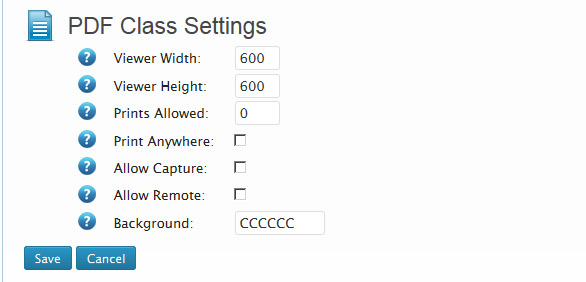 PDF Class Settings
? Viewer Width: 600
? Viewer Height: 600
? Prints Allowed: 0
? Print Anywhere:
? Allow Capture:
? Allow Remote:
? Background: CCCCCC
Save Cancel